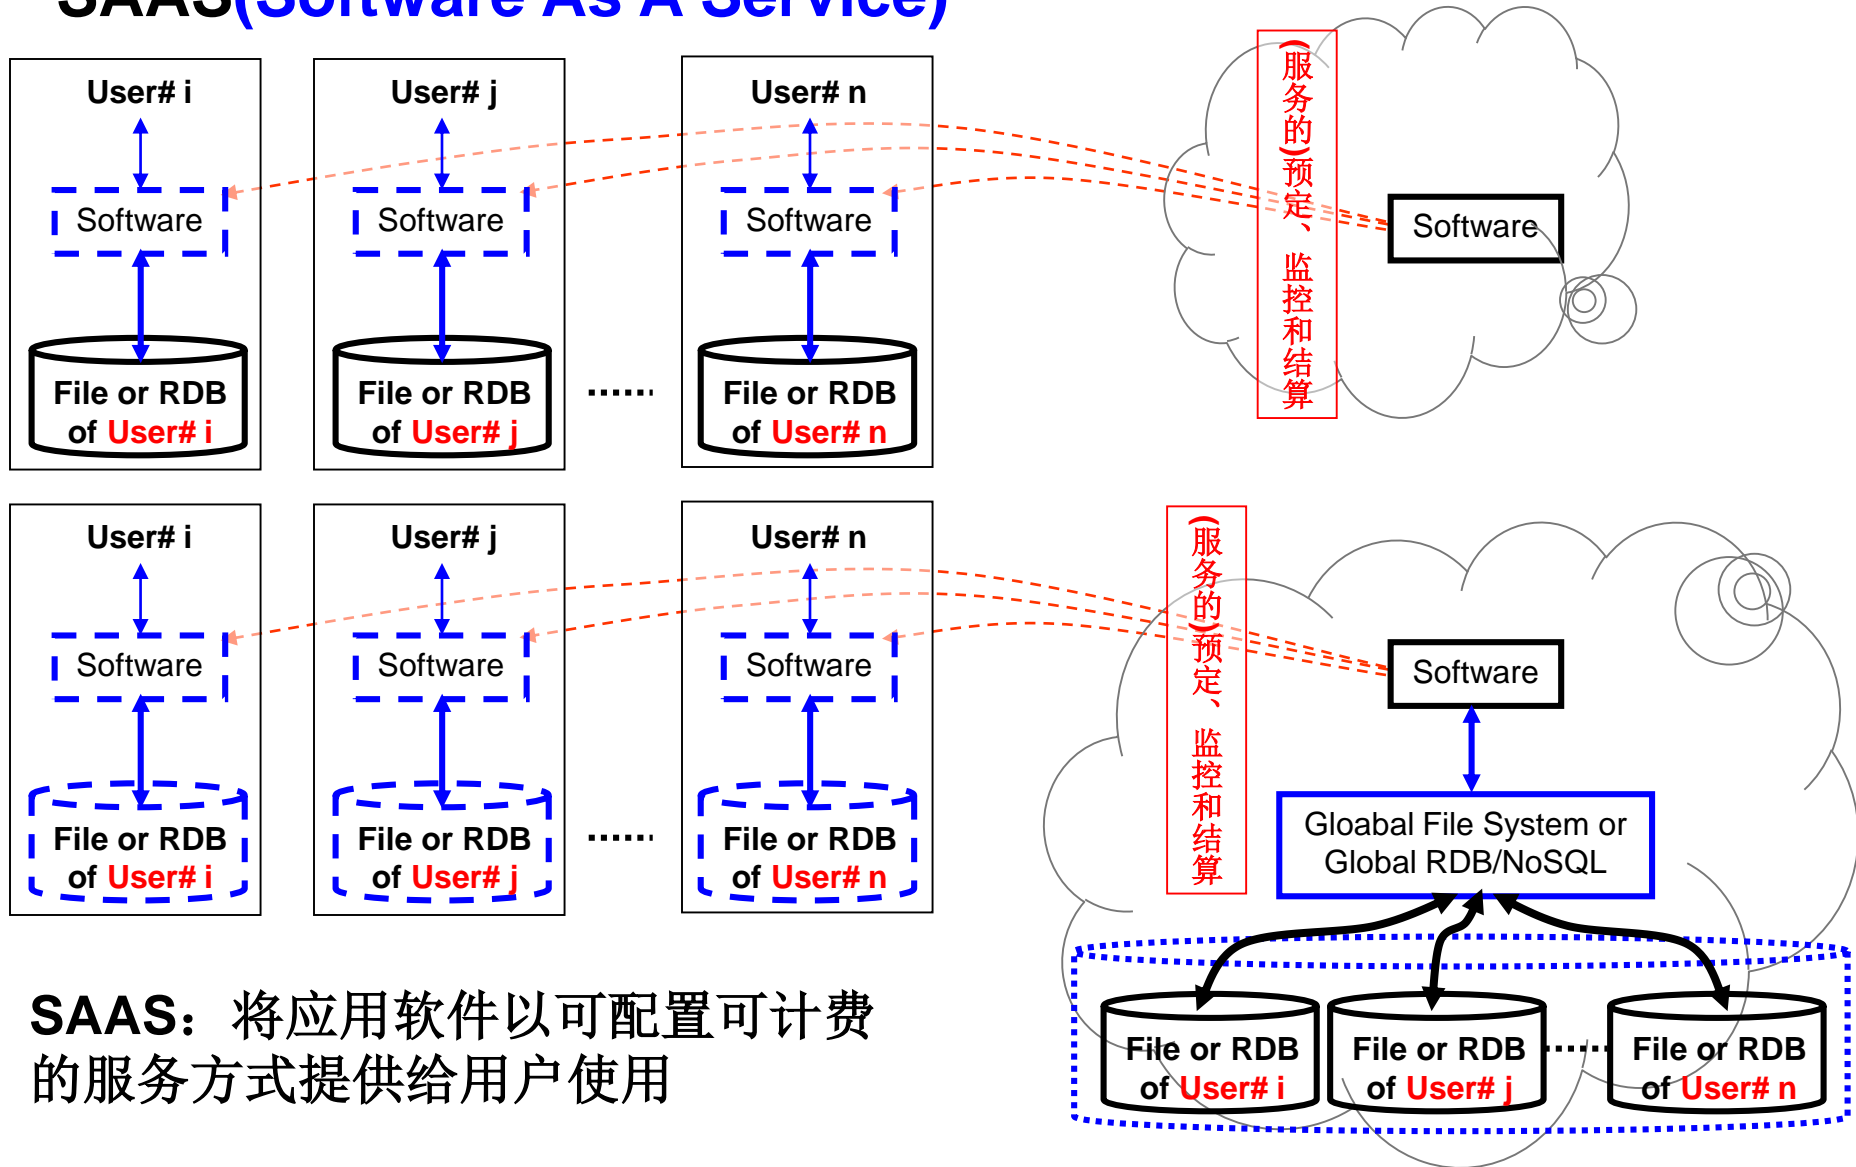 SAAS(Software As A Service)
User# i
Software
File or RDB
of User# i
User# j
Software
File or RDB
of User# j
......
User# n
Software
File or RDB
of User# n
(服务的)预定、监控和结算
Software
User# i
Software
File or RDB
of User# i
User# j
Software
File or RDB
of User# j
......
User# n
Software
File or RDB
of User# n
(服务的)预定、监控和结算
Software
Gloabal File System or
Global RDB/NoSQL
File or RDB
of User# i
File or RDB
of User# j
......
File or RDB
of User# n
SAAS：将应用软件以可配置可计费
的服务方式提供给用户使用